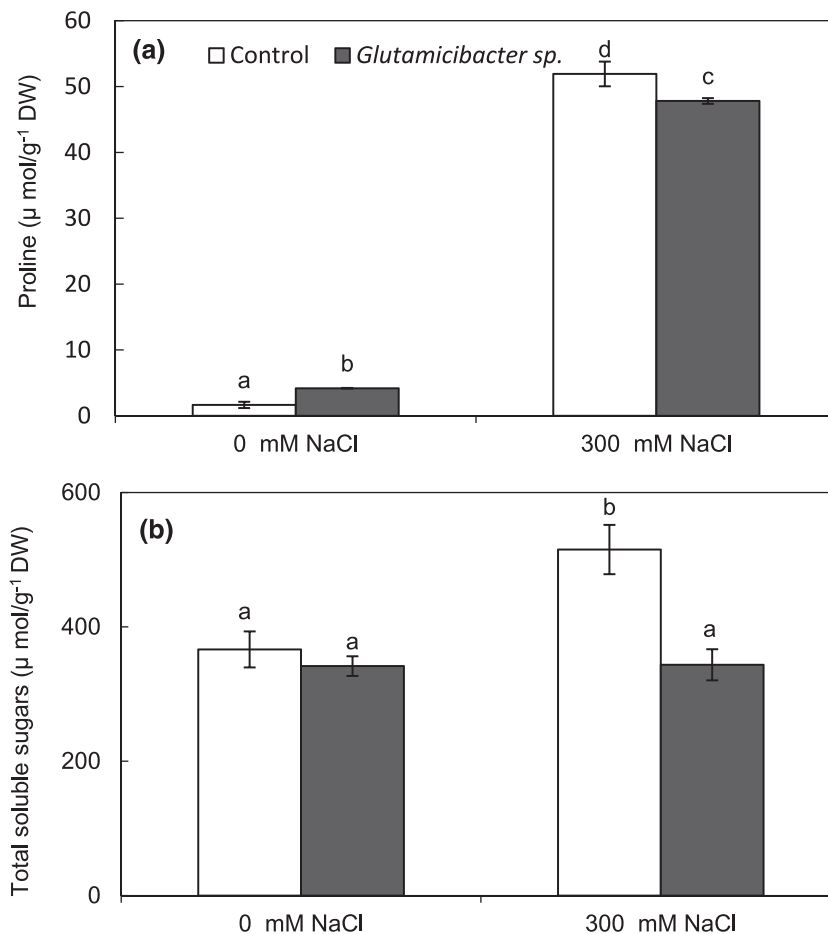 60
(a)
Control
Glutamicibacter sp.
d
c
50
40
30
20
10
0
a
b
Proline (µ mol/g⁻¹ DW)
0 mM NaCl
300 mM NaCl
600
(b)
b
a
a
a
400
200
0
Total soluble sugars (µ mol/g⁻¹ DW)
0 mM NaCl
300 mM NaCl